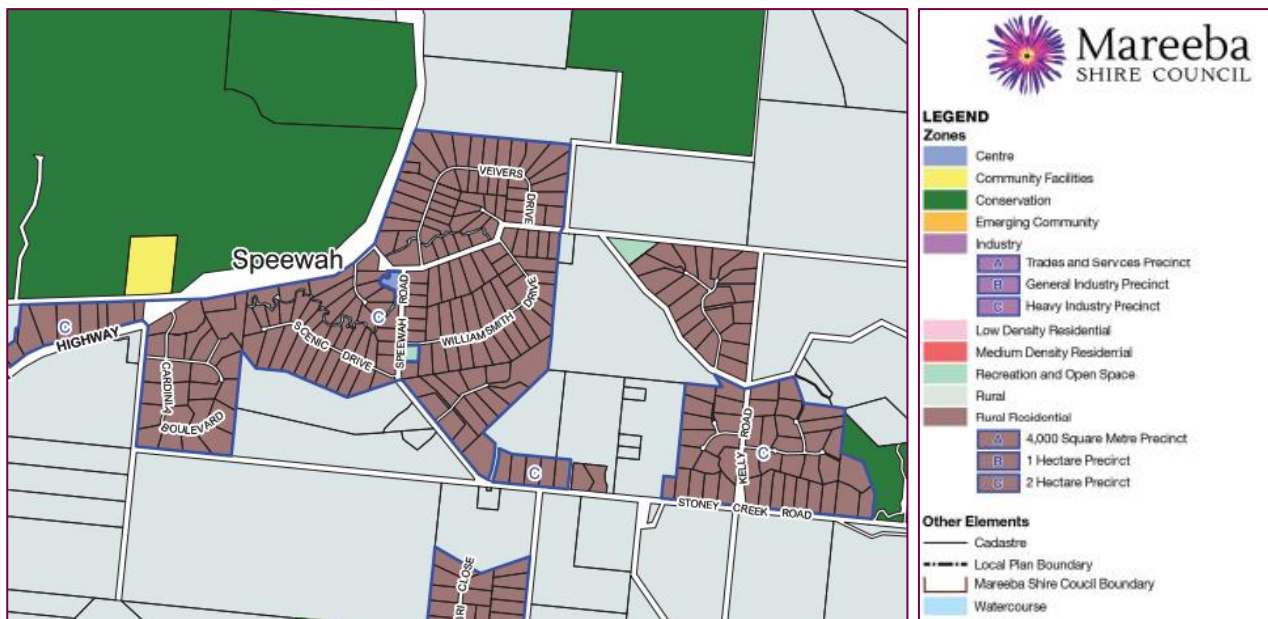 VEIVERS
DRIVE
Speewah
ROAD
SPEEWAH
WILLIAM SMITH
DRIVE
C
SCENIC
DRIVE
C
HIGHWAY
CARDINIA
BOULEVARD
C
KELLY ROAD
C
STONEY CREEK ROAD
CLOSE
Mareeba
SHIRE COUNCIL
LEGEND
Zones
Centre
Community Facilities
Conservation
Emerging Community
Industry
A Trades and Services Precinct
B General Industry Precinct
C Heavy Industry Precinct
Low Density Residential
Medium Density Residential
Recreation and Open Space
Rural
Rural Residential
A 4,000 Square Metre Precinct
B 1 Hectare Precinct
C 2 Hectare Precinct
Other Elements
Cadastre
Local Plan Boundary
Mareeba Shire Coucil Boundary
Watercourse